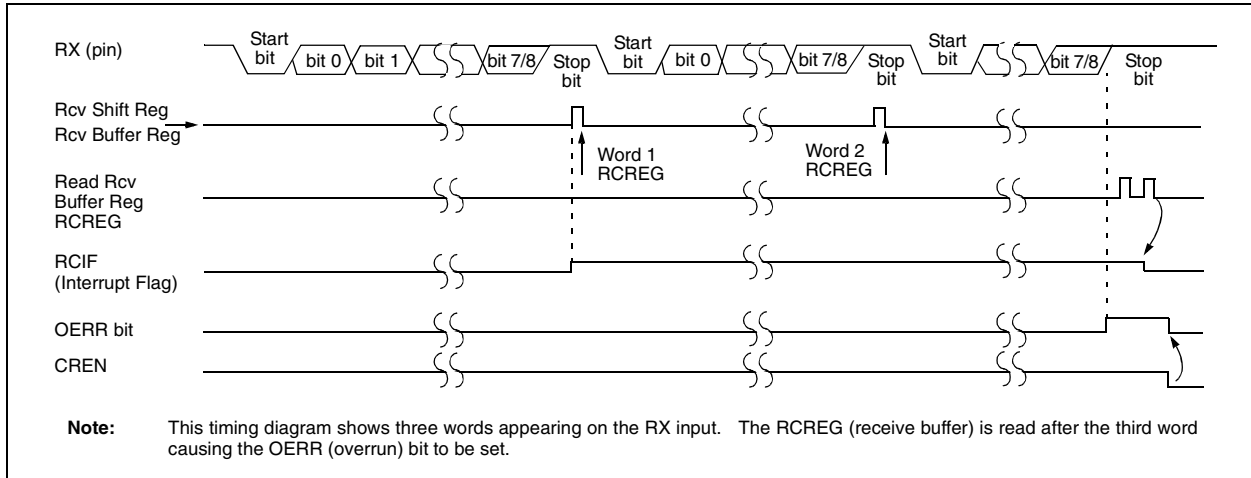 RX (pin)
Start bit
bit 0
bit 1
bit 7/8
Stop bit
Start bit
bit 0
bit 7/8
Stop bit
Start bit
bit 7/8
Stop bit
Rcv Shift Reg
Rcv Buffer Reg
Word 1
RCREG
Word 2
RCREG
Read Rcv
Buffer Reg
RCREG
RCIF
(Interrupt Flag)
OERR bit
CREN
Note: This timing diagram shows three words appearing on the RX input. The RCREG (receive buffer) is read after the third word
causing the OERR (overrun) bit to be set.